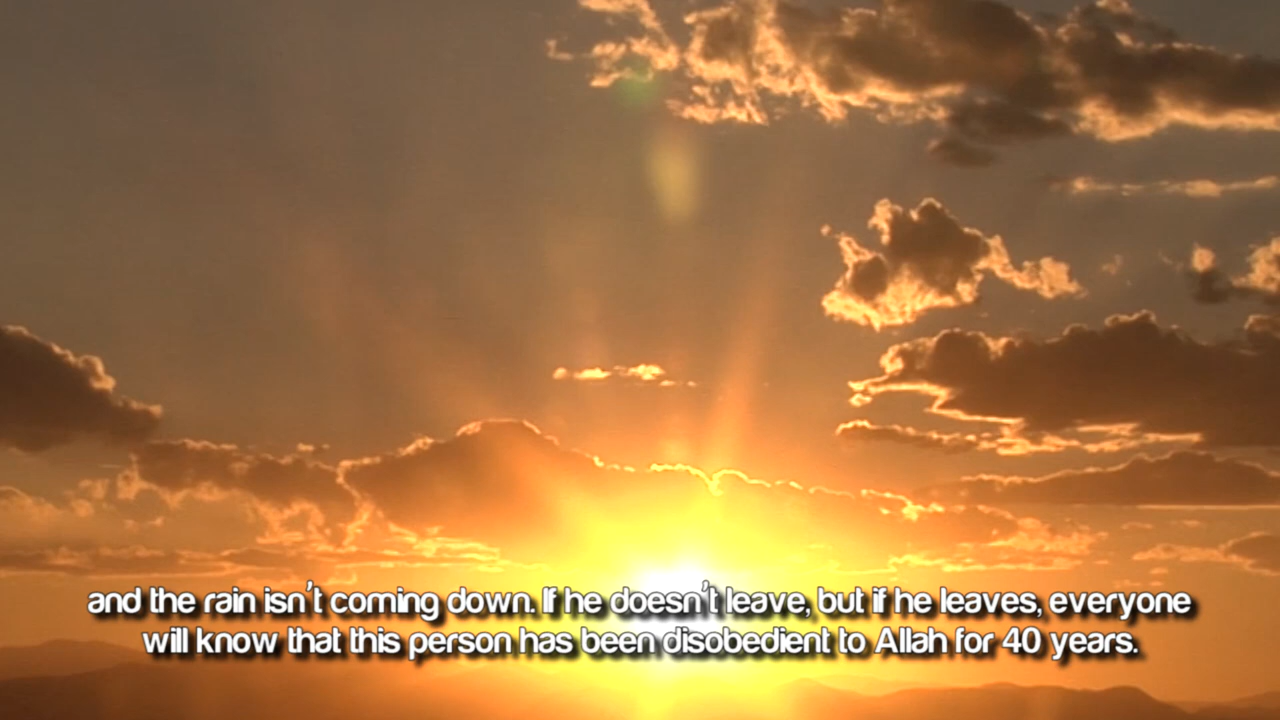 and the rain isn't coming down. If he doesn't leave, but if he leaves, everyone
will know that this person has been disobedient to Allah for 40 years.